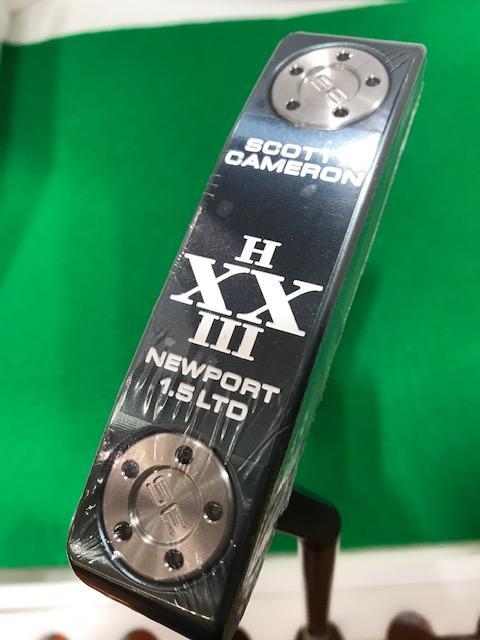 SCOTTY
CAMERON
H
XX
III
NEWPORT
1.5 LTD